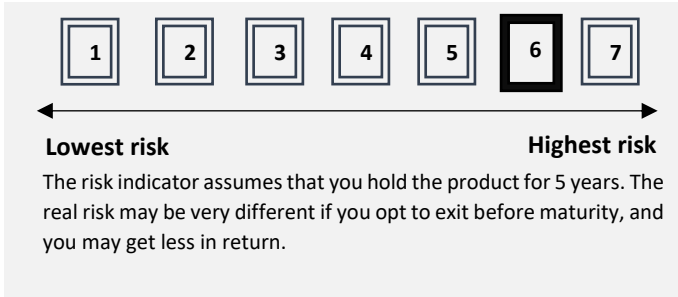 1 2 3 4 5 6 7
Lowest risk Highest risk
The risk indicator assumes that you hold the product for 5 years. The
real risk may be very different if you opt to exit before maturity, and
you may get less in return.